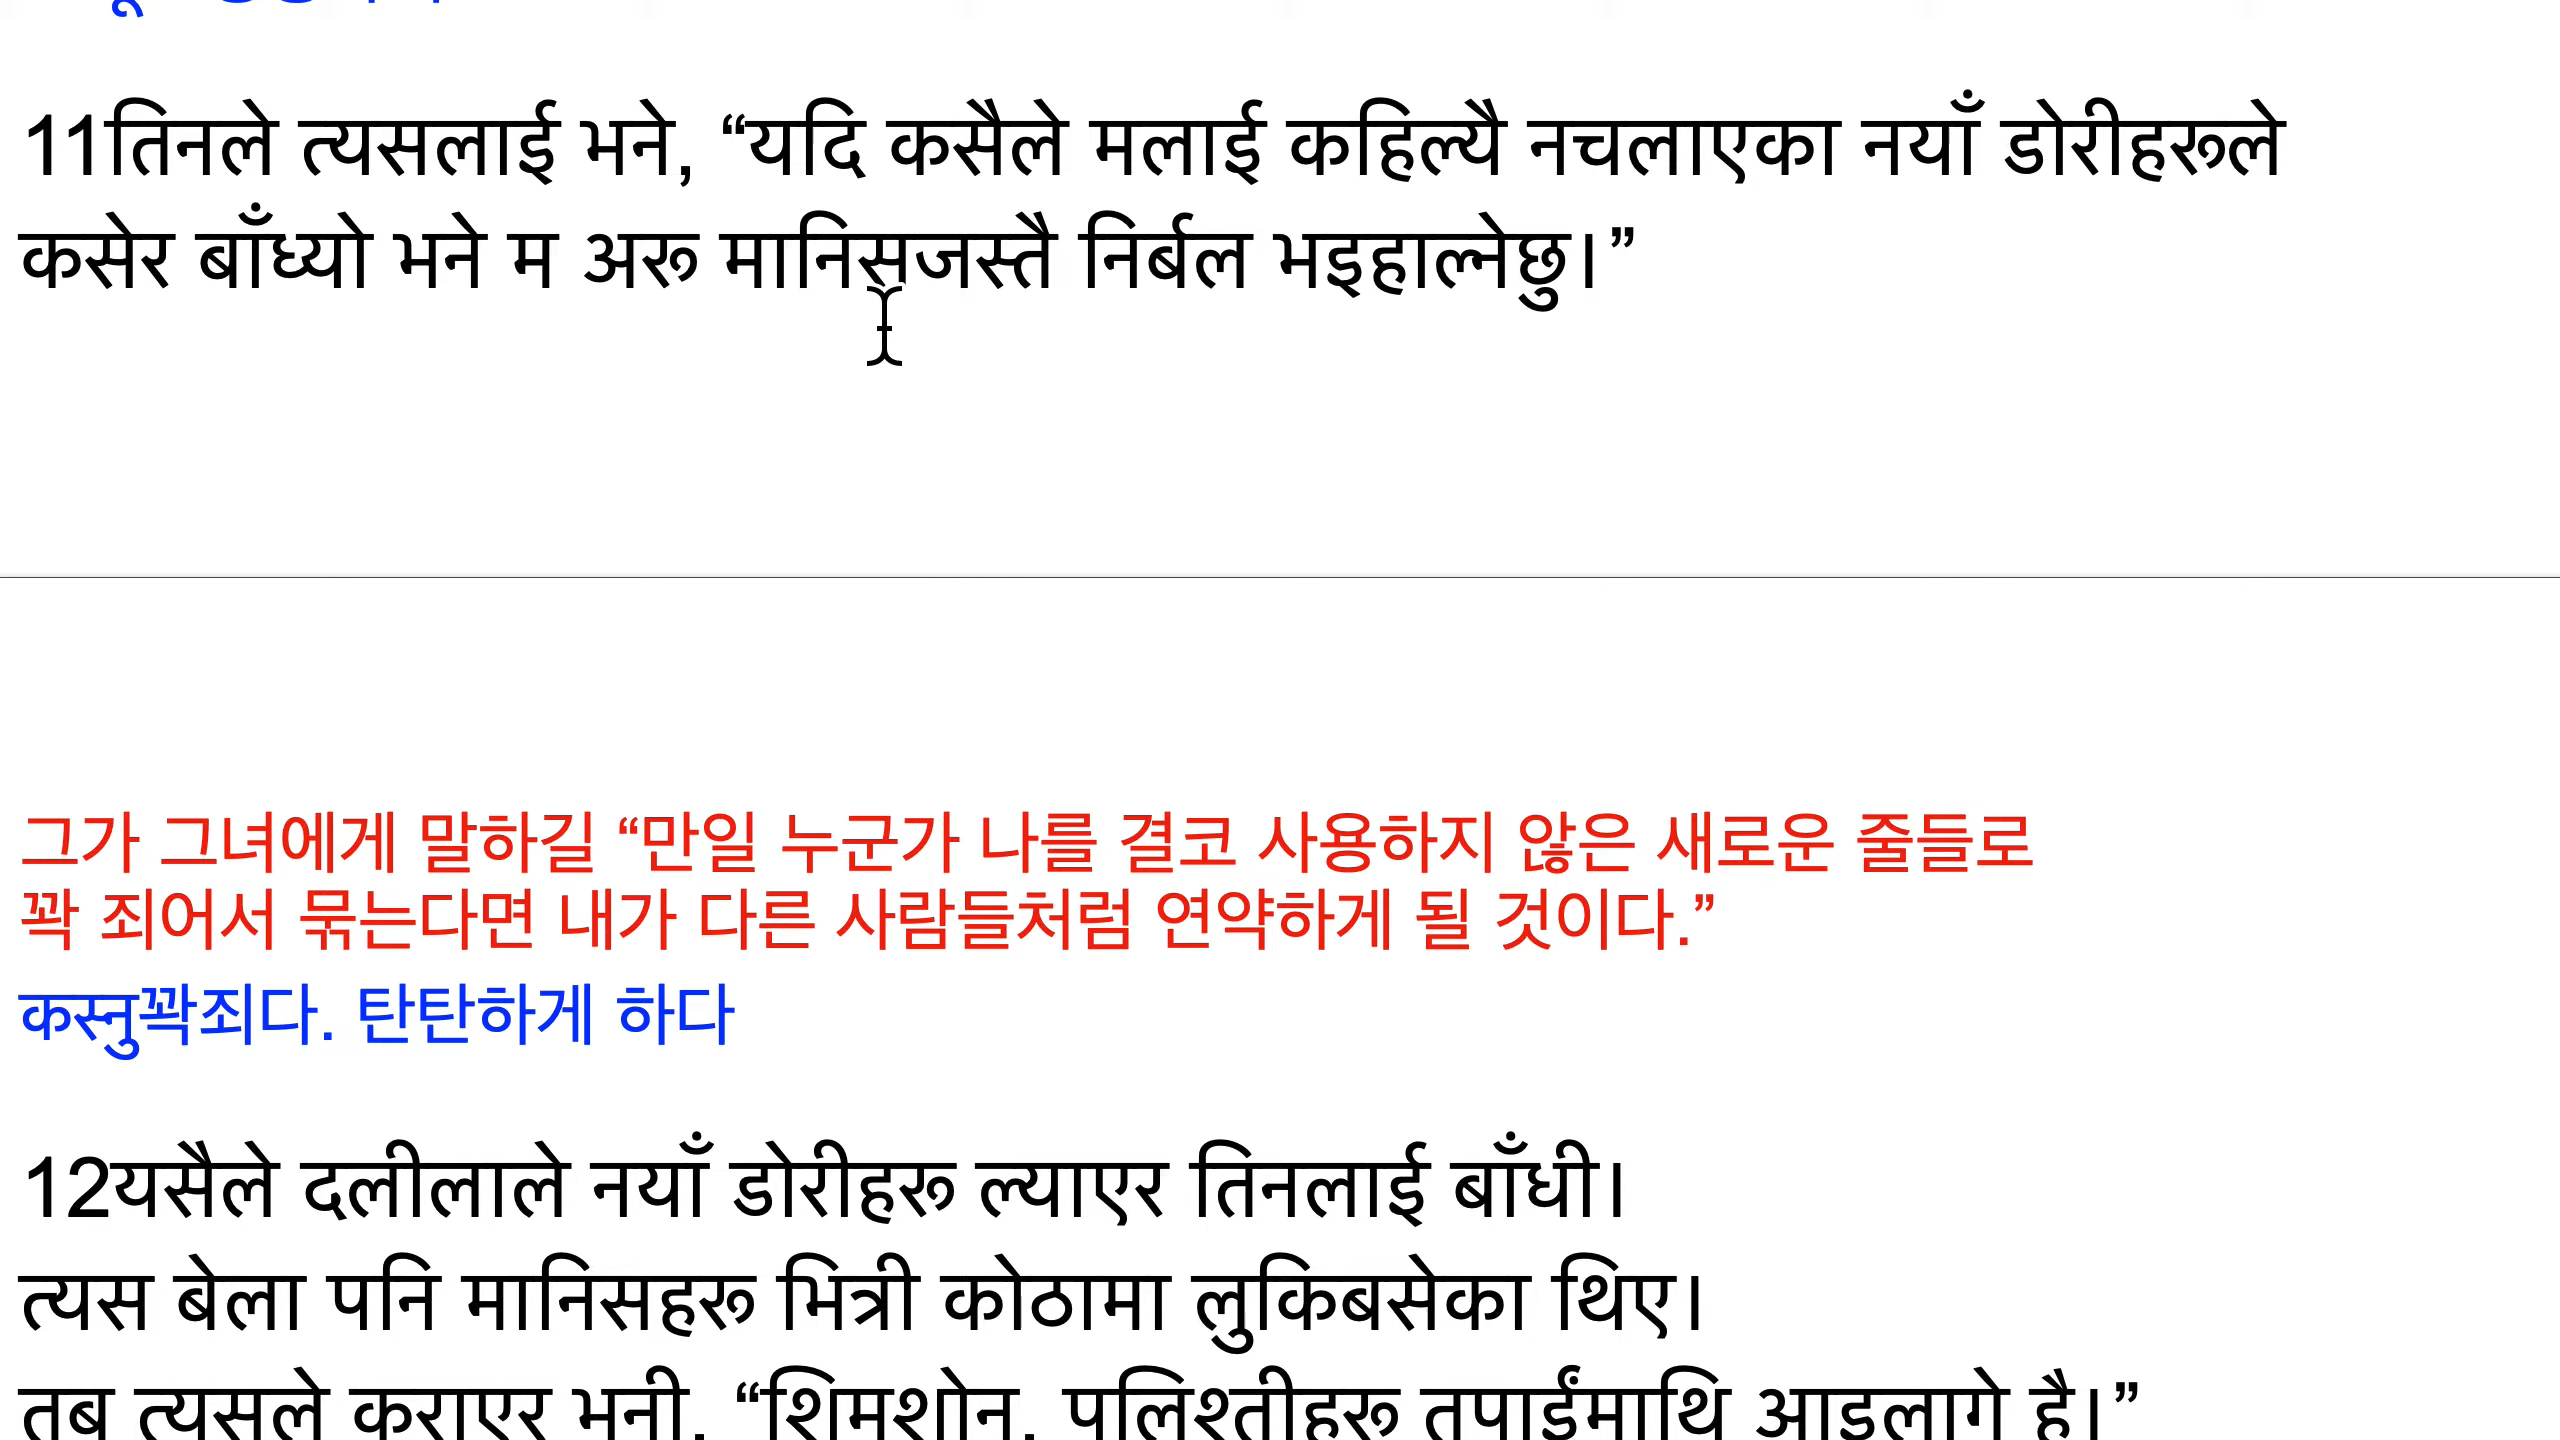 11तिनले त्यसलाई भने, “यदि कसैले मलाई कहिल्यै नचलाएका नयाँ डोरीहरूले
कसेर बाँध्यो भने म अरू मानिसजस्तै निर्बल भइहाल्नेछु।”
그가 그녀에게 말하길 “만일 누군가 나를 결코 사용하지 않은 새로운 줄들로
꽉 죄어서 묶는다면 내가 다른 사람들처럼 연약하게 될 것이다.”
कस्नु꽉죄다. 탄탄하게 하다
12यसैले दलीलाले नयाँ डोरीहरू ल्याएर तिनलाई बाँधी।
त्यस बेला पनि मानिसहरू भित्री कोठामा लुकिबसेका थिए।
तब त्यसले कराएर भनी, “शिमशोन, पलिश्तीहरू तपाईंमाथि आइलागे है।”